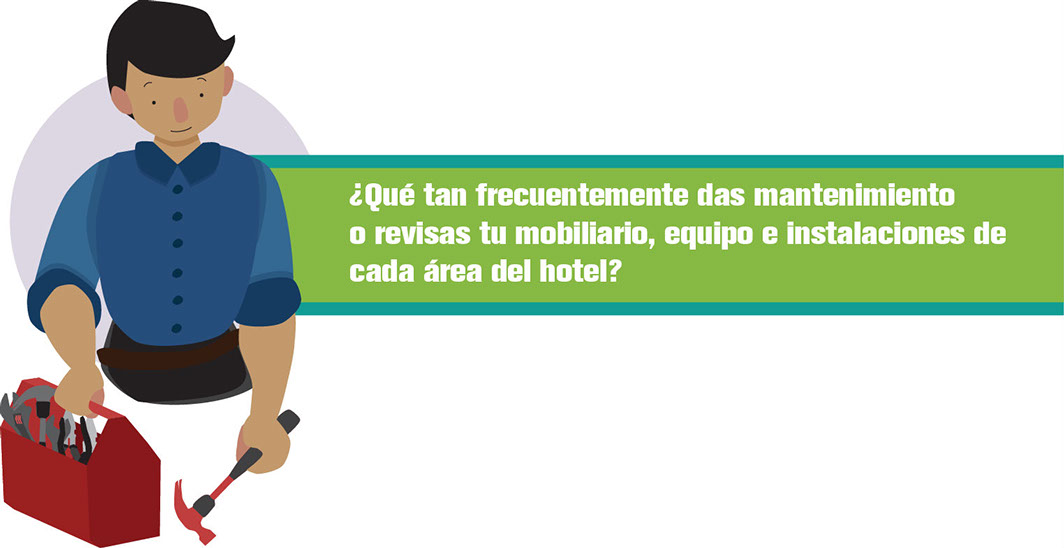 ¿Qué tan frecuentemente das mantenimiento
o revisas tu mobiliario, equipo e instalaciones de
cada área del hotel?